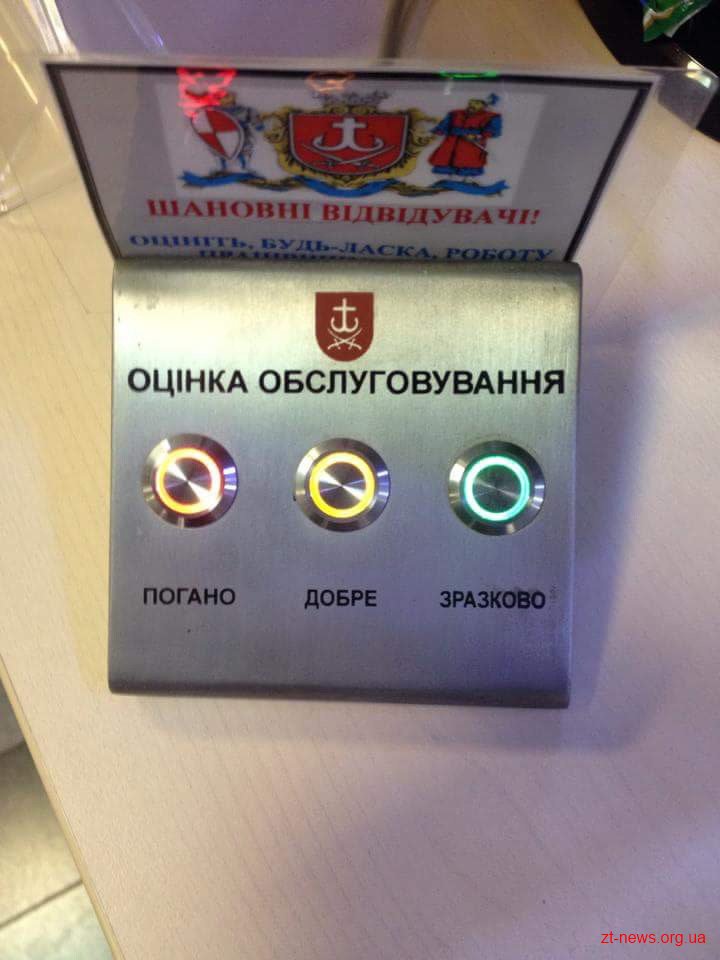 ШАНОВНІ ВІДВІДУВАЧІ!
ОЦІНІТЬ, БУДЬ-ЛАСКА, РОБОТУ
ОЦІНКА ОБСЛУГОВУВАННЯ
ПОГАНО ДОБРЕ ЗРАЗКОВО
zt-news.org.ua